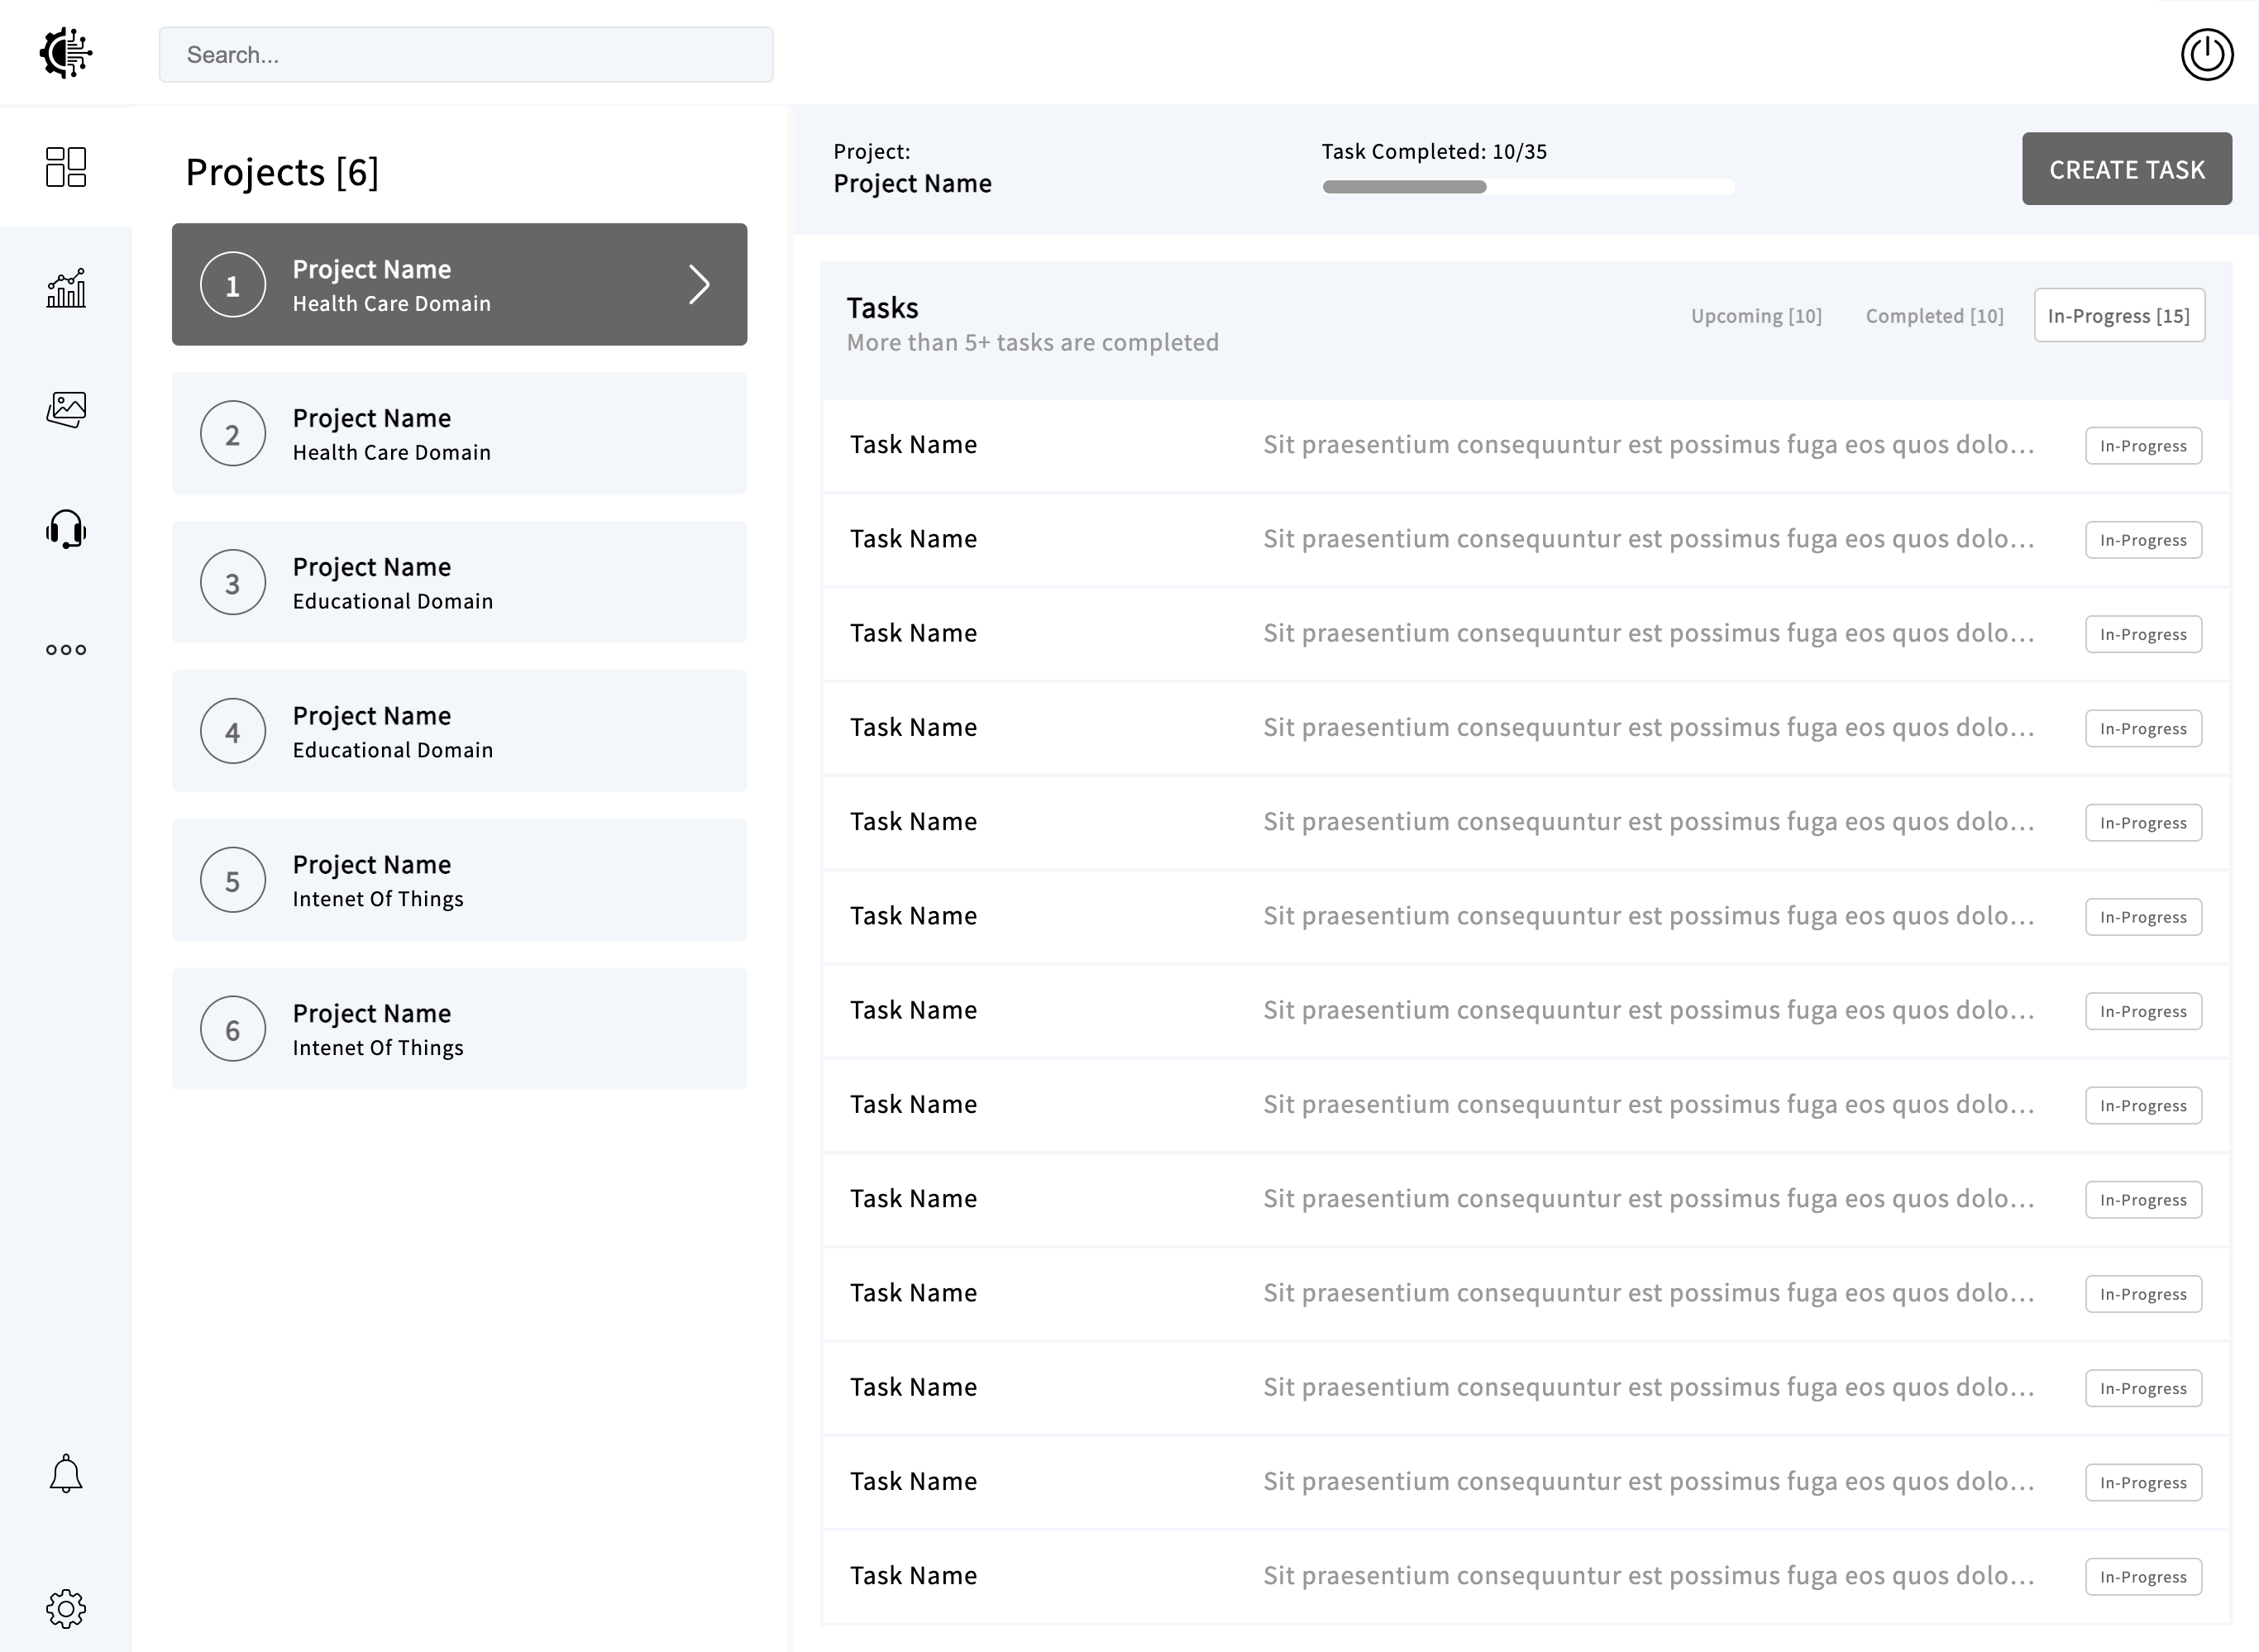 Search...
Projects [6]
1
Project Name
Health Care Domain
2
Project Name
Health Care Domain
3
Project Name
Educational Domain
4
Project Name
Educational Domain
5
Project Name
Intenet Of Things
6
Project Name
Intenet Of Things
Project:
Project Name
Task Completed: 10/35
CREATE TASK
Tasks
More than 5+ tasks are completed
Upcoming [10] Completed [10] In-Progress [15]
Task Name Sit praesentium consequuntur est possimus fuga eos quos dolo... In-Progress
Task Name Sit praesentium consequuntur est possimus fuga eos quos dolo... In-Progress
Task Name Sit praesentium consequuntur est possimus fuga eos quos dolo... In-Progress
Task Name Sit praesentium consequuntur est possimus fuga eos quos dolo... In-Progress
Task Name Sit praesentium consequuntur est possimus fuga eos quos dolo... In-Progress
Task Name Sit praesentium consequuntur est possimus fuga eos quos dolo... In-Progress
Task Name Sit praesentium consequuntur est possimus fuga eos quos dolo... In-Progress
Task Name Sit praesentium consequuntur est possimus fuga eos quos dolo... In-Progress
Task Name Sit praesentium consequuntur est possimus fuga eos quos dolo... In-Progress
Task Name Sit praesentium consequuntur est possimus fuga eos quos dolo... In-Progress
Task Name Sit praesentium consequuntur est possimus fuga eos quos dolo... In-Progress
Task Name Sit praesentium consequuntur est possimus fuga eos quos dolo... In-Progress
Task Name Sit praesentium consequuntur est possimus fuga eos quos dolo... In-Progress